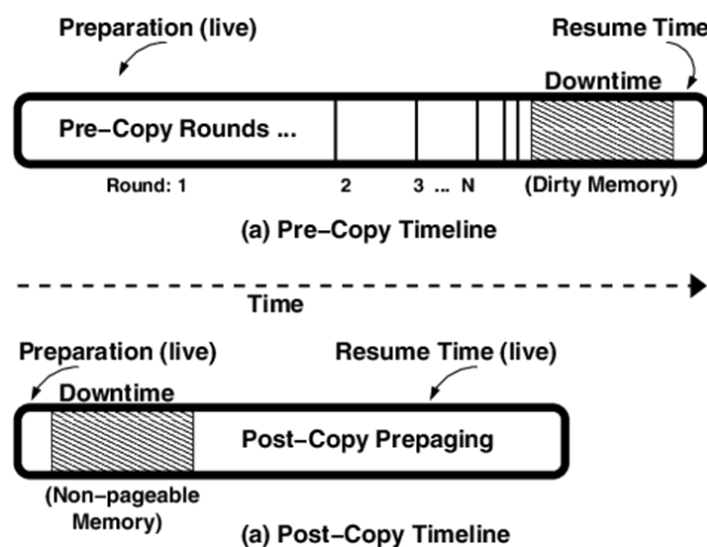 Preparation (live)
Resume Time
Downtime
Pre-Copy Rounds ...
Round: 1
2
3 ... N
(Dirty Memory)
(a) Pre-Copy Timeline
Time
Preparation (live)
Resume Time (live)
Downtime
Post-Copy Prepaging
(Non-pageable
Memory)
(a) Post-Copy Timeline